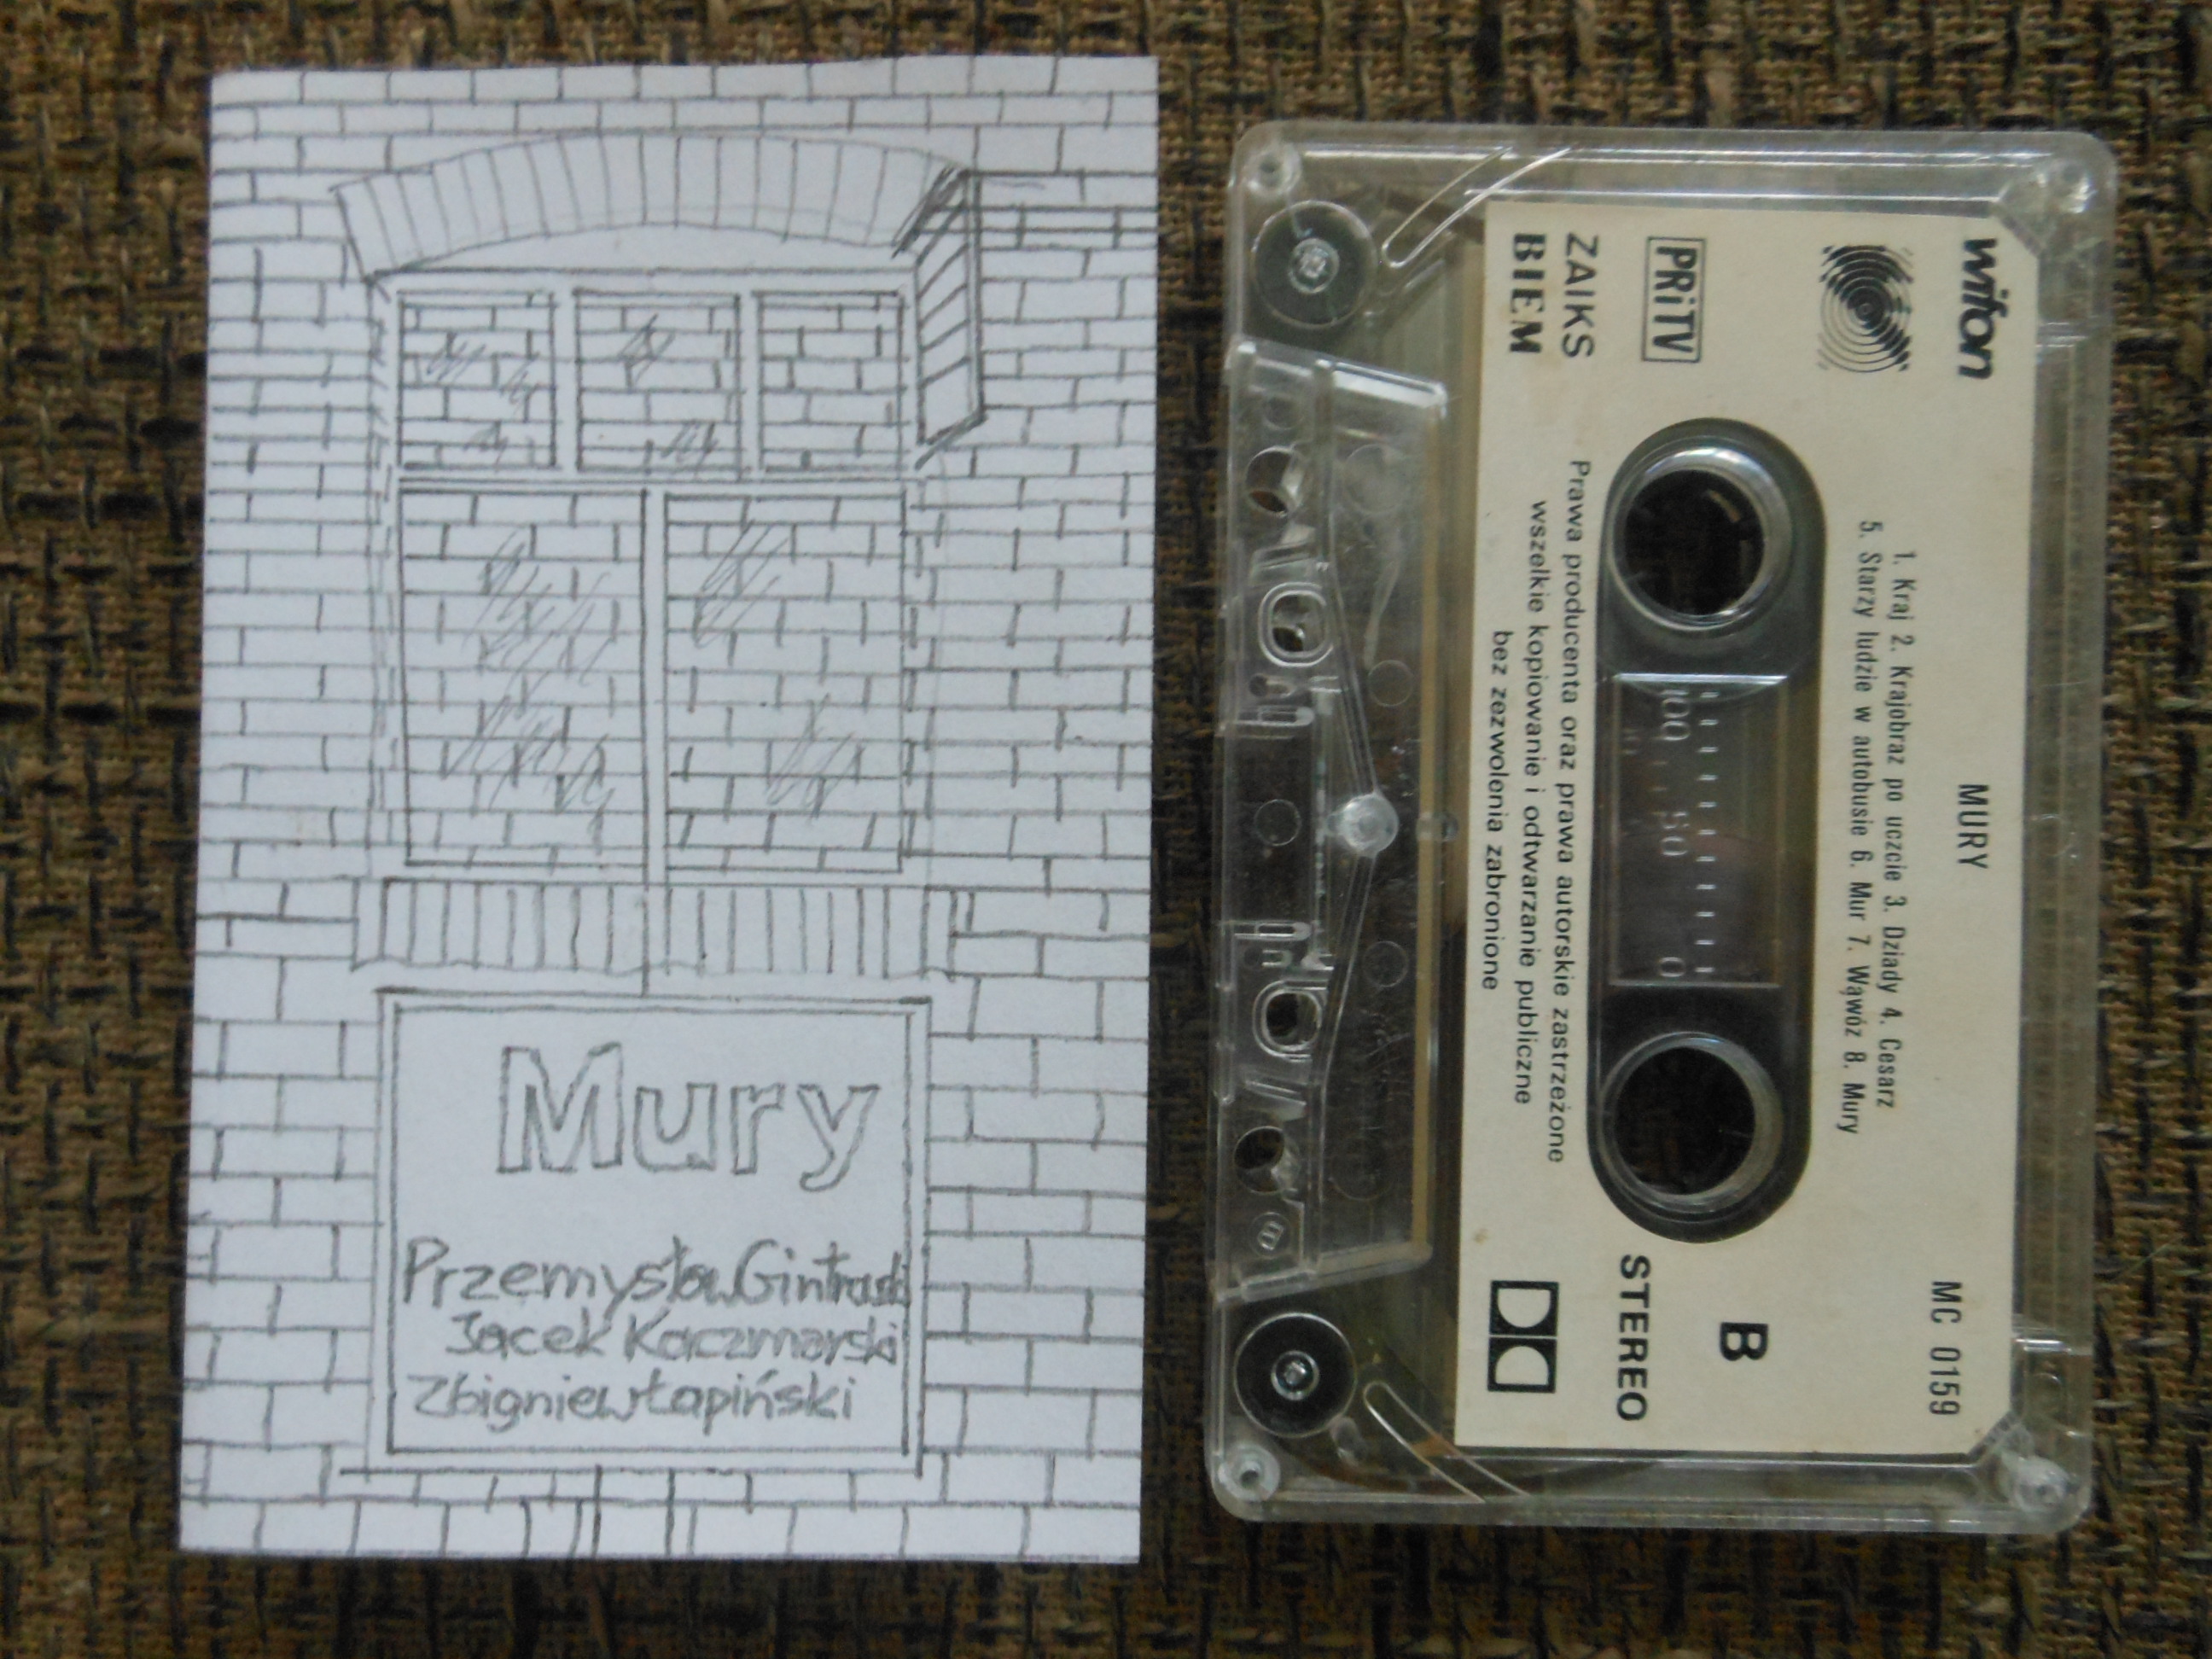 Mury
Przemysław Gintrowski
Jacek Kaczmarski
Zbigniew Łapiński
wifon
MURY
MC 0159
1. Kraj 2. Krajobraz po uczcie 3. Dziady 4. Cesarz
5. Starzy ludzie w autobusie 6. Mur 7. Wąwóz 8. Mury
PRiTV
B
100 50 0
STEREO
ZAIKS
BIEM
Prawa producenta oraz prawa autorskie zastrzeżone
wszelkie kopiowanie i odtwarzanie publiczne
bez zezwolenia zabronione